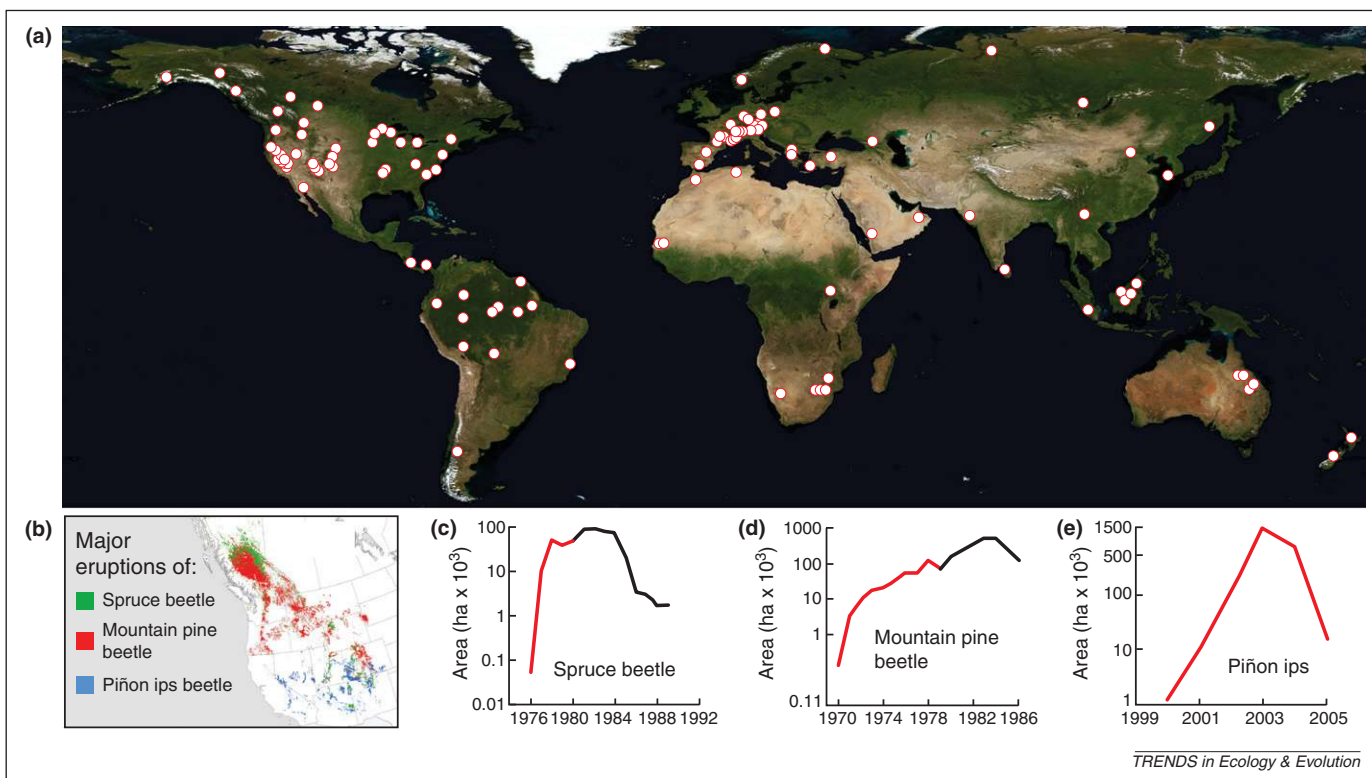 (a)
(b)
Major
eruptions of:
Spruce beetle
Mountain pine
beetle
Piñon ips beetle
(c)
Area (ha x 10³)
100
10
1
0.1
0.01
1976 1980 1984 1988 1992
Spruce beetle
(d)
Area (ha x 10³)
1000
100
10
1
0.11
1970 1974 1978 1982 1986
Mountain pine
beetle
(e)
Area (ha x 10³)
1500
500
100
10
1
1999 2001 2003 2005
Piñon ips
TRENDS in Ecology & Evolution